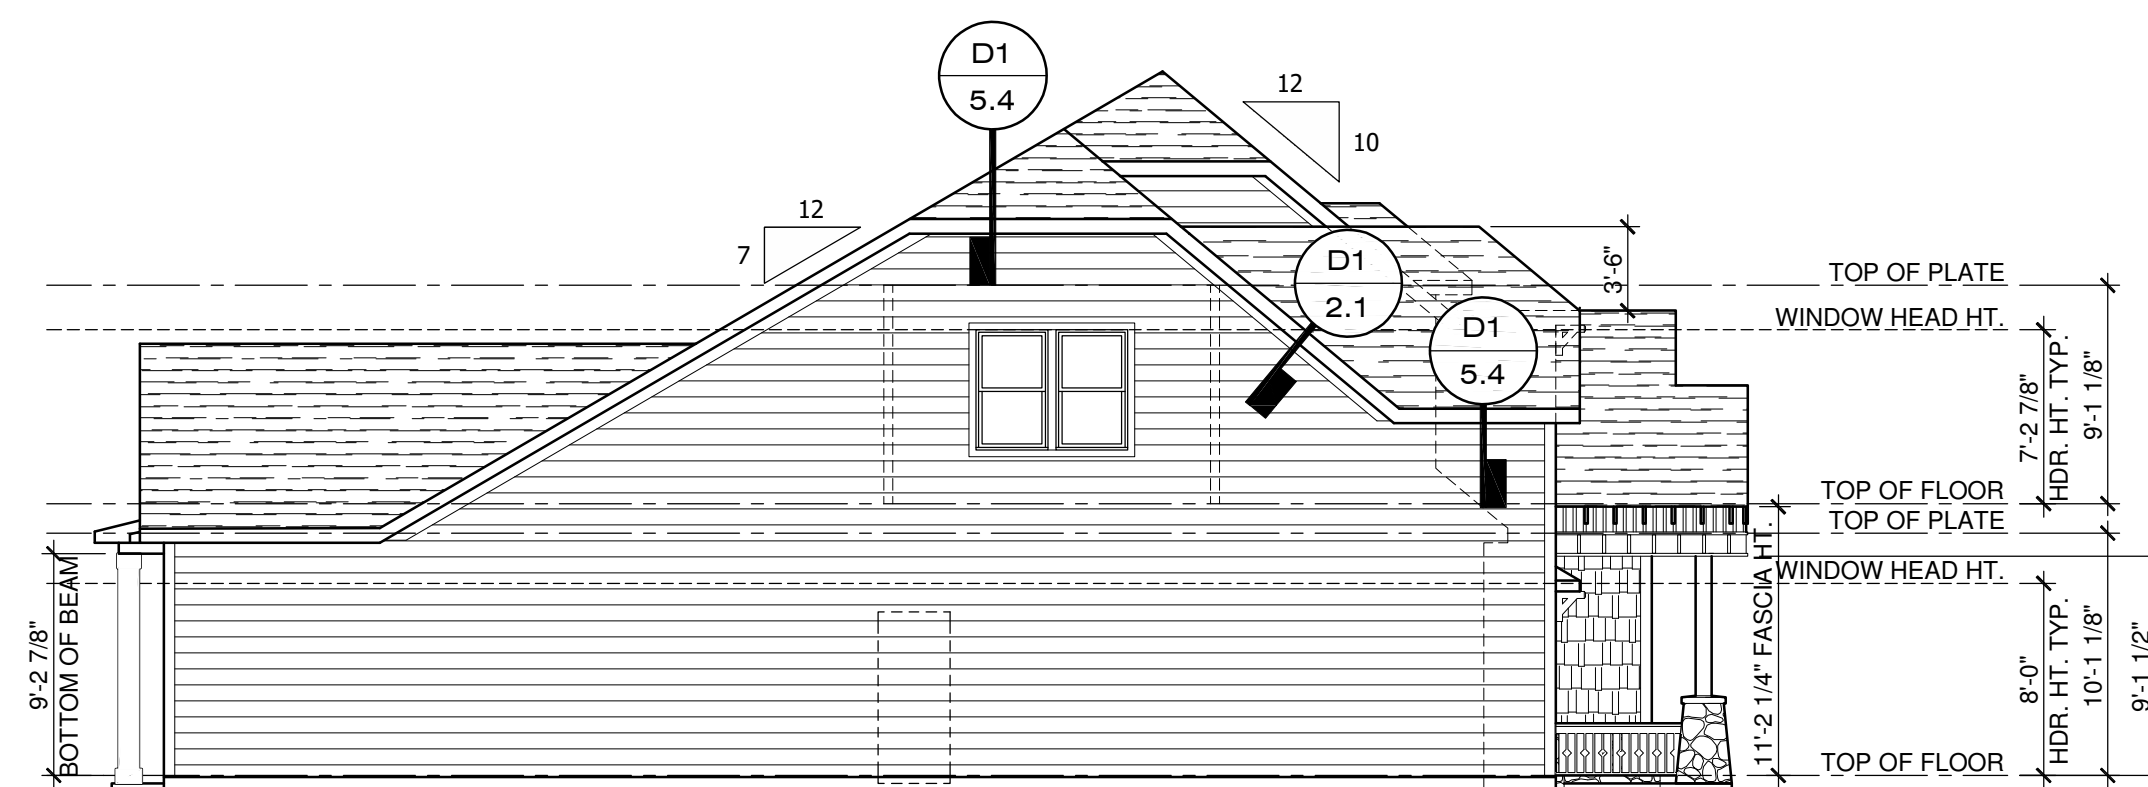 D1
5.4
12
10
12
7
D1
2.1
D1
5.4
3'-6"
TOP OF PLATE
WINDOW HEAD HT.
7'-2 7/8"
HDR. HT. TYP.
9'-1 1/8"
TOP OF FLOOR
TOP OF PLATE
WINDOW HEAD HT.
9'-2 7/8"
BOTTOM OF BEAM
11'-2 1/4" FASCIA HT.
8'-0"
HDR. HT. TYP.
10'-1 1/8"
9'-1 1/2"
TOP OF FLOOR